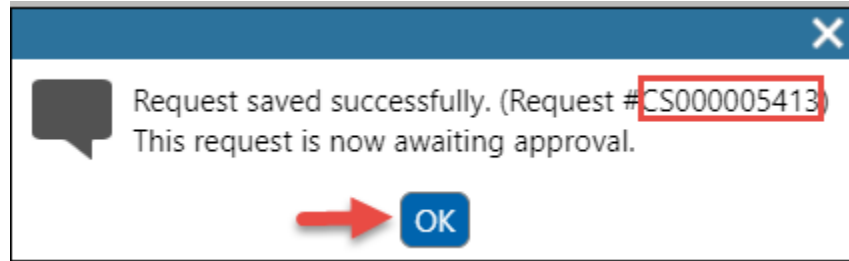 Request saved successfully. (Request #CS000005413)
This request is now awaiting approval.
OK